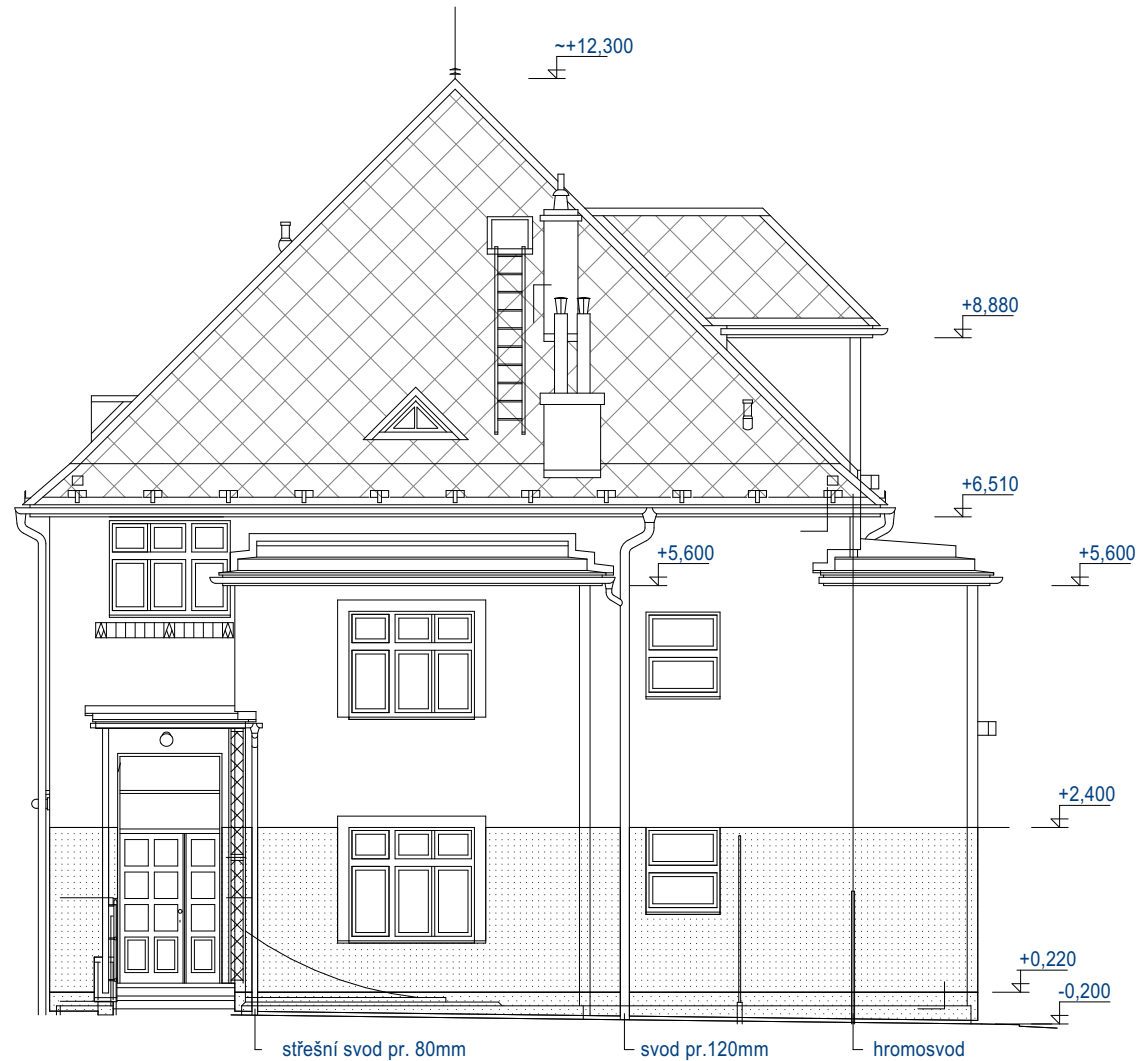 ~+12,300
+8,880
+6,510
+5,600
+5,600
+2,400
+0,220
-0,200
střešní svod pr. 80mm
svod pr.120mm
hromosvod